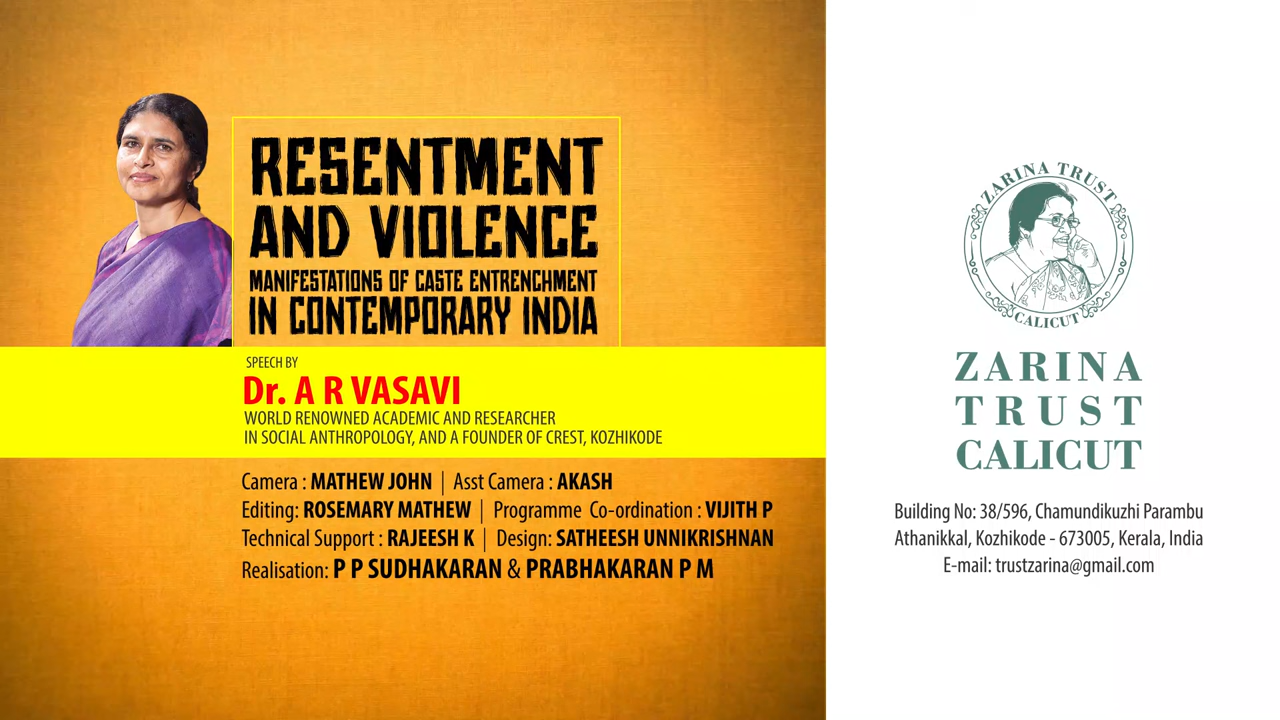 RESENTMENT
AND VIOLENCE
MANIFESTATIONS OF CASTE ENTRENCHMENT
IN CONTEMPORARY INDIA
SPEECH BY
Dr. A R VASAVI
WORLD RENOWNED ACADEMIC AND RESEARCHER
IN SOCIAL ANTHROPOLOGY, AND A FOUNDER OF CREST, KOZHIKODE
Camera : MATHEW JOHN | Asst Camera : AKASH
Editing: ROSEMARY MATHEW | Programme Co-ordination : VIJITH P
Technical Support : RAJEESH K | Design: SATHEESH UNNIKRISHNAN
Realisation: P P SUDHAKARAN & PRABHAKARAN P M
ZARINA TRUST
CALICUT
ZARINA
TRUST
CALICUT
Building No: 38/596, Chamundikuzhi Parambu
Athanikkal, Kozhikode - 673005, Kerala, India
E-mail: trustzarina@gmail.com